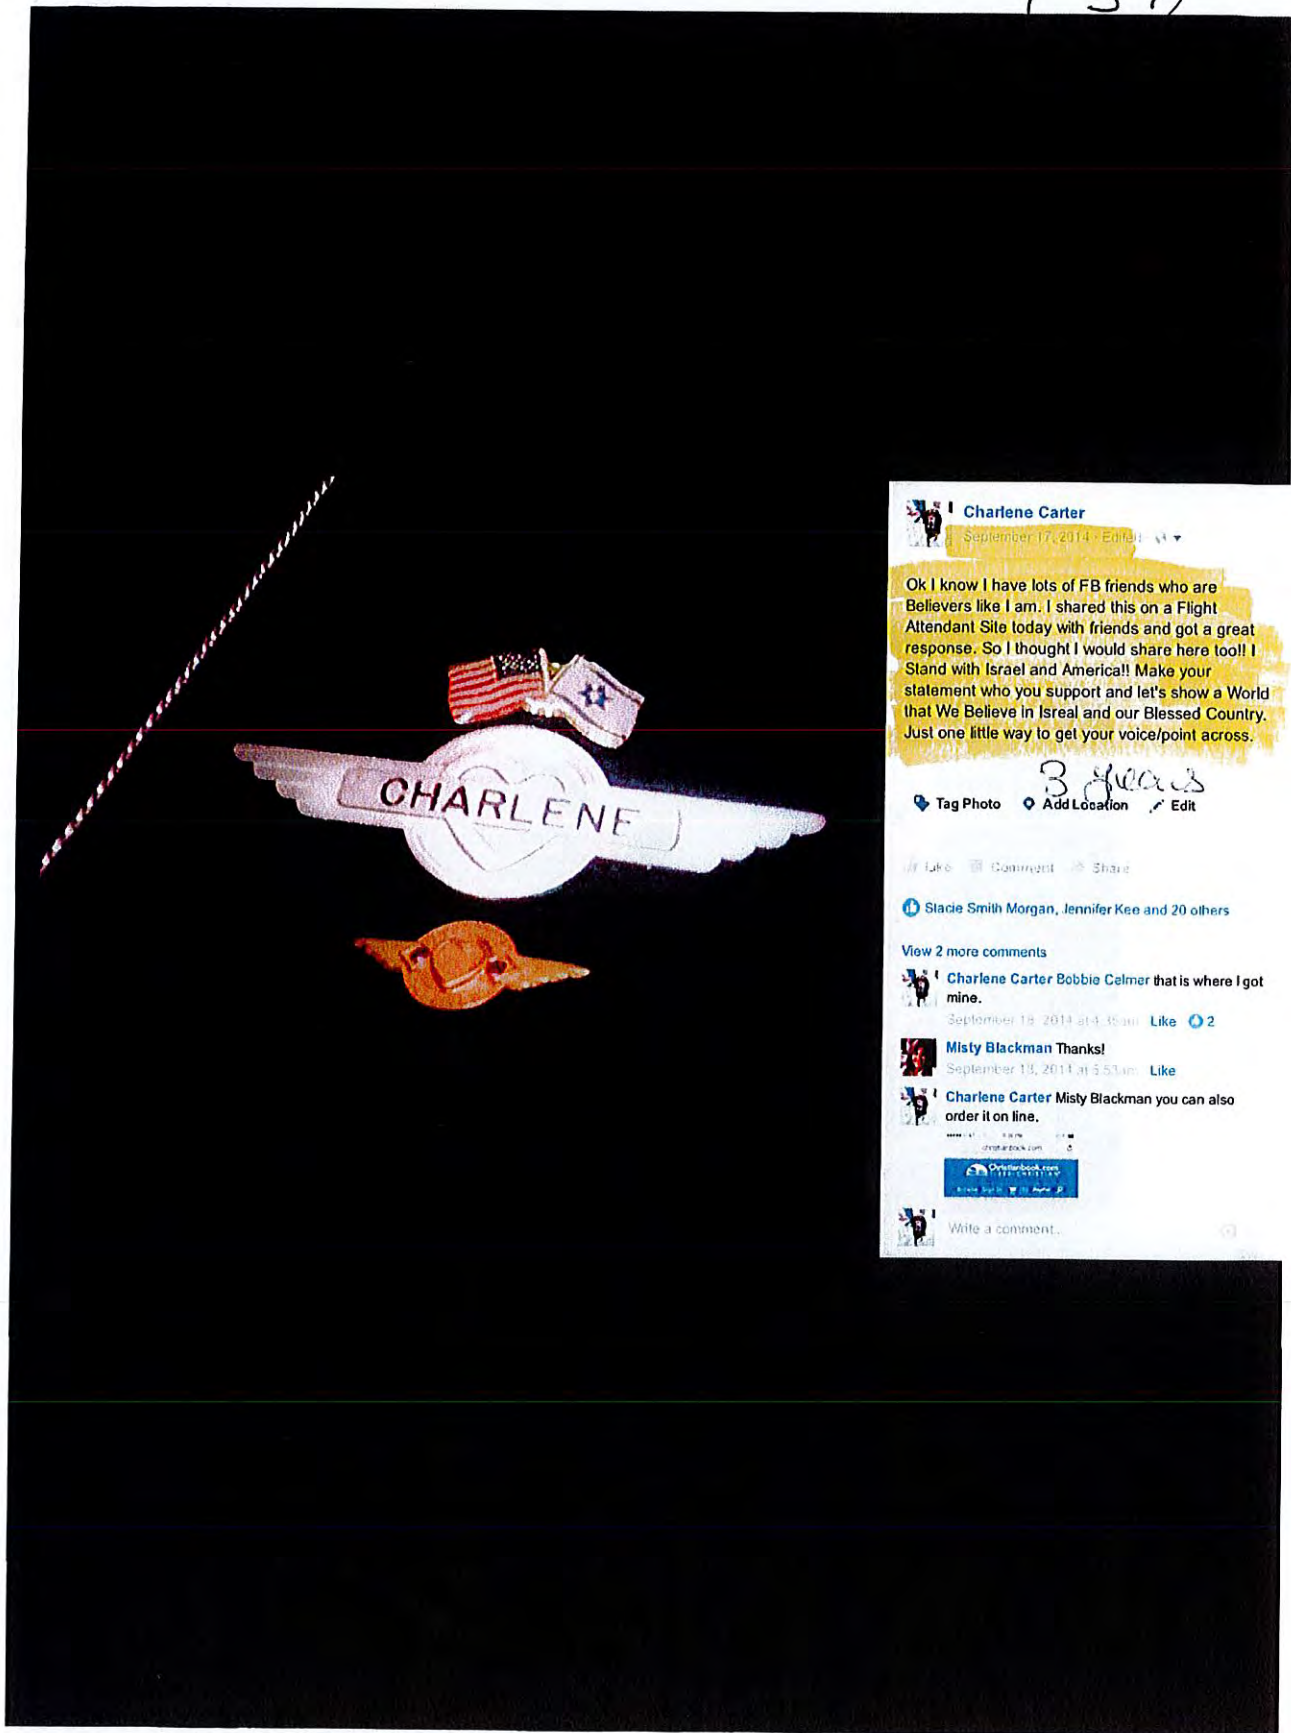 CHARLENE
Charlene Carter
September 17, 2014 · Edited
Ok I know I have lots of FB friends who are
Believers like I am. I shared this on a Flight
Attendant Site today with friends and got a great
response. So I thought I would share here too!! I
Stand with Israel and America!! Make your
statement who you support and let's show a World
that We Believe in Isreal and our Blessed Country.
Just one little way to get your voice/point across.
3 years
Tag Photo Add Location Edit
Like Comment Share
Stacie Smith Morgan, Jennifer Kee and 20 others
View 2 more comments
Charlene Carter Bobbie Celmer that is where I got
mine.
Like 2
Misty Blackman Thanks!
Like
Charlene Carter Misty Blackman you can also
order it on line.
christianbook.com
Christianbook.com
Write a comment..